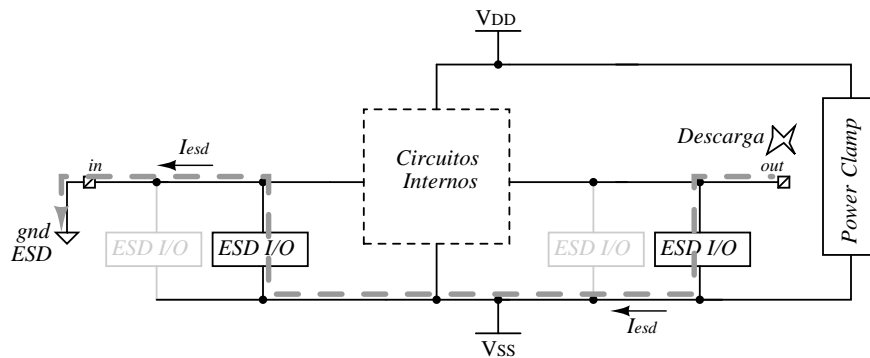 VDD
Descarga
Iesd
in
Circuitos
Internos
out
Power Clamp
gnd
ESD
ESD I/O
ESD I/O
ESD I/O
ESD I/O
Iesd
VSS